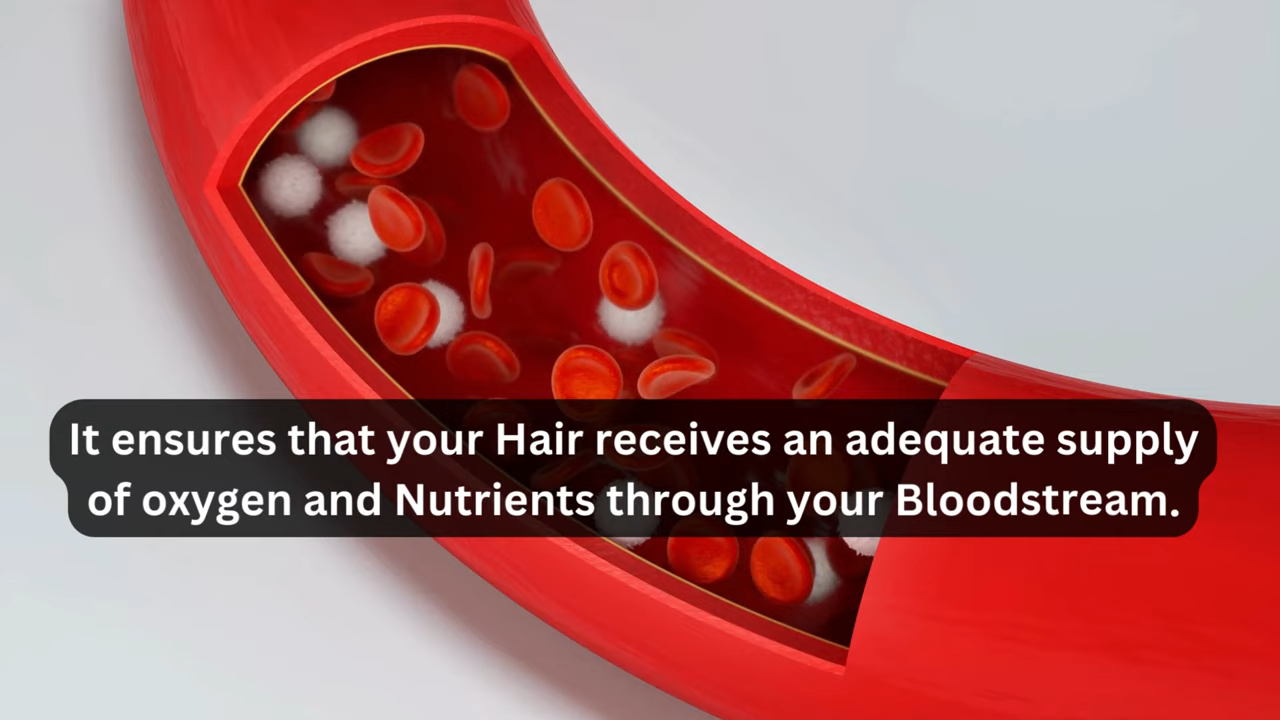 It ensures that your Hair receives an adequate supply
of oxygen and Nutrients through your Bloodstream.